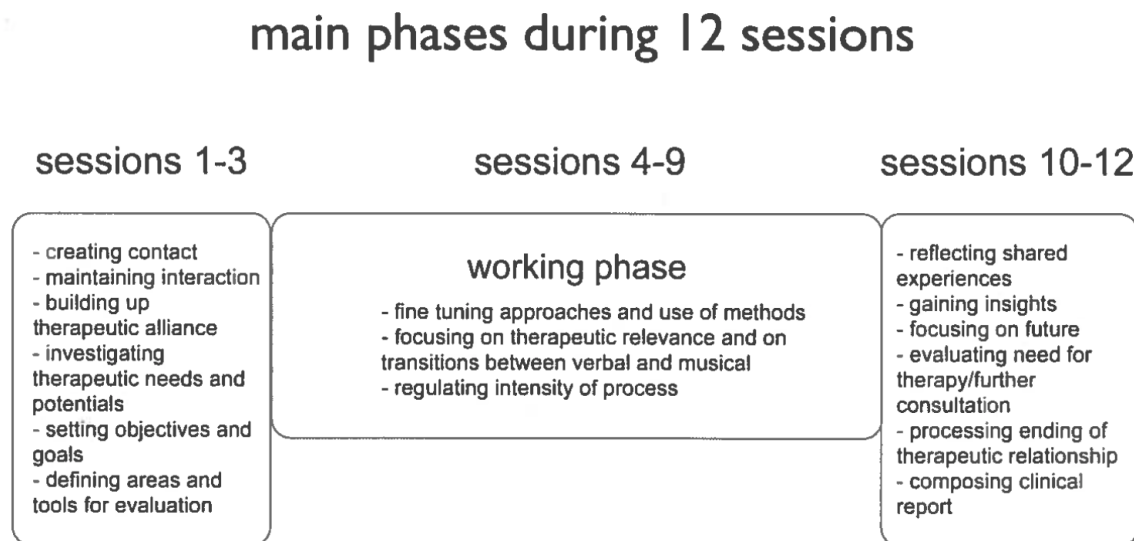 main phases during 12 sessions
sessions 1-3
- creating contact
- maintaining interaction
- building up
therapeutic alliance
- investigating
therapeutic needs and
potentials
- setting objectives and
goals
- defining areas and
tools for evaluation
sessions 4-9
working phase
- fine tuning approaches and use of methods
- focusing on therapeutic relevance and on
transitions between verbal and musical
- regulating intensity of process
sessions 10-12
- reflecting shared
experiences
- gaining insights
- focusing on future
- evaluating need for
therapy/further
consultation
- processing ending of
therapeutic relationship
- composing clinical
report